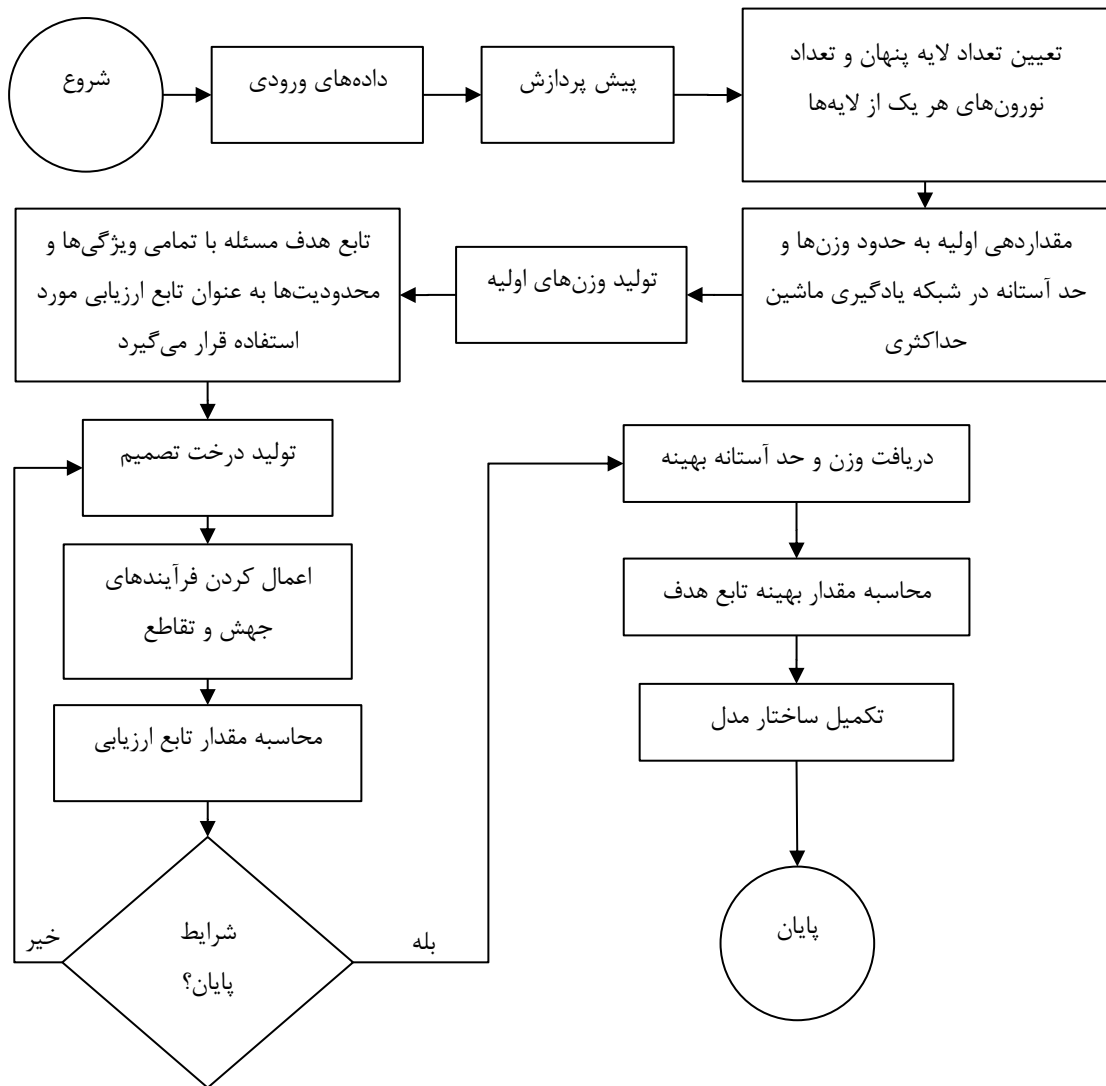 شروع
داده‌های ورودی
پیش پردازش
تعیین تعداد لایه پنهان و تعداد
نورون‌های هر یک از لایه‌ها
مقداردهی اولیه به حدود وزن‌ها و
حد آستانه در شبکه یادگیری ماشین
حداکثری
تولید وزن‌های اولیه
تابع هدف مسئله با تمامی ویژگی‌ها و
محدودیت‌ها به عنوان تابع ارزیابی مورد
استفاده قرار می‌گیرد
تولید درخت تصمیم
اعمال کردن فرآیندهای
جهش و تقاطع
محاسبه مقدار تابع ارزیابی
شرایط
پایان؟
خیر
بله
دریافت وزن و حد آستانه بهینه
محاسبه مقدار بهینه تابع هدف
تکمیل ساختار مدل
پایان